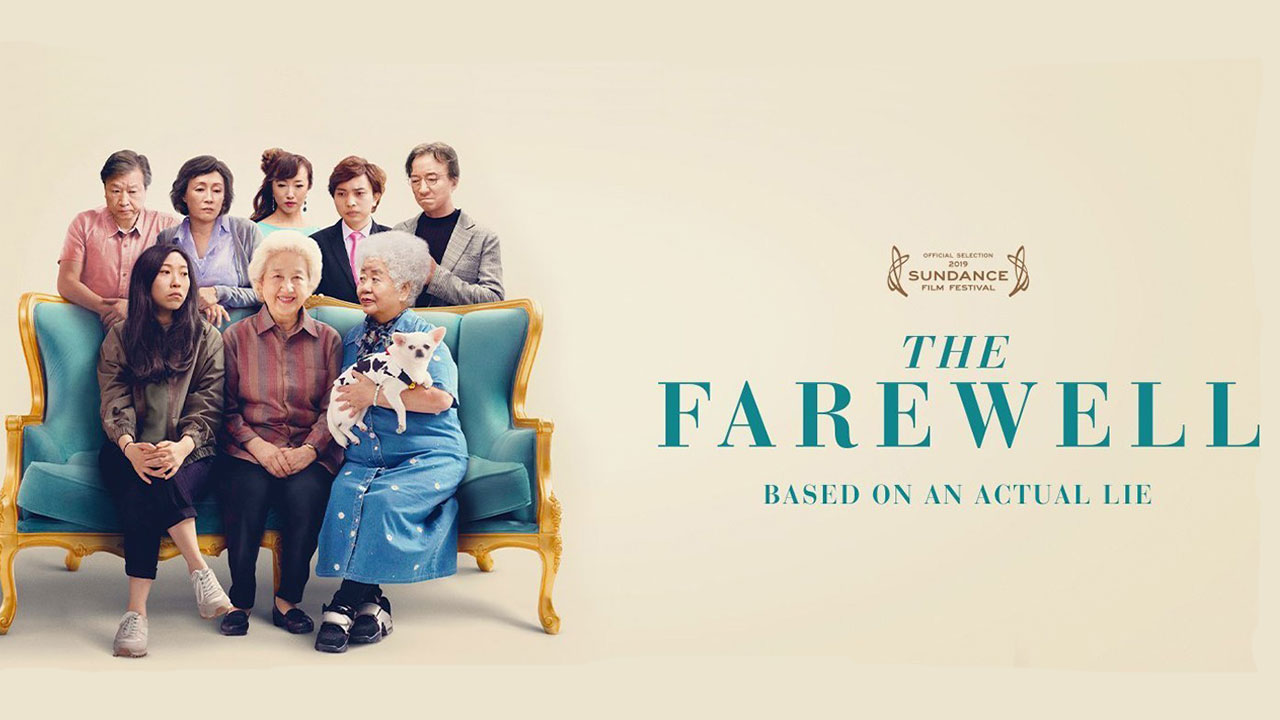 OFFICIAL SELECTION
2019
SUNDANCE
FILM FESTIVAL
THE
FAREWELL
BASED ON AN ACTUAL LIE